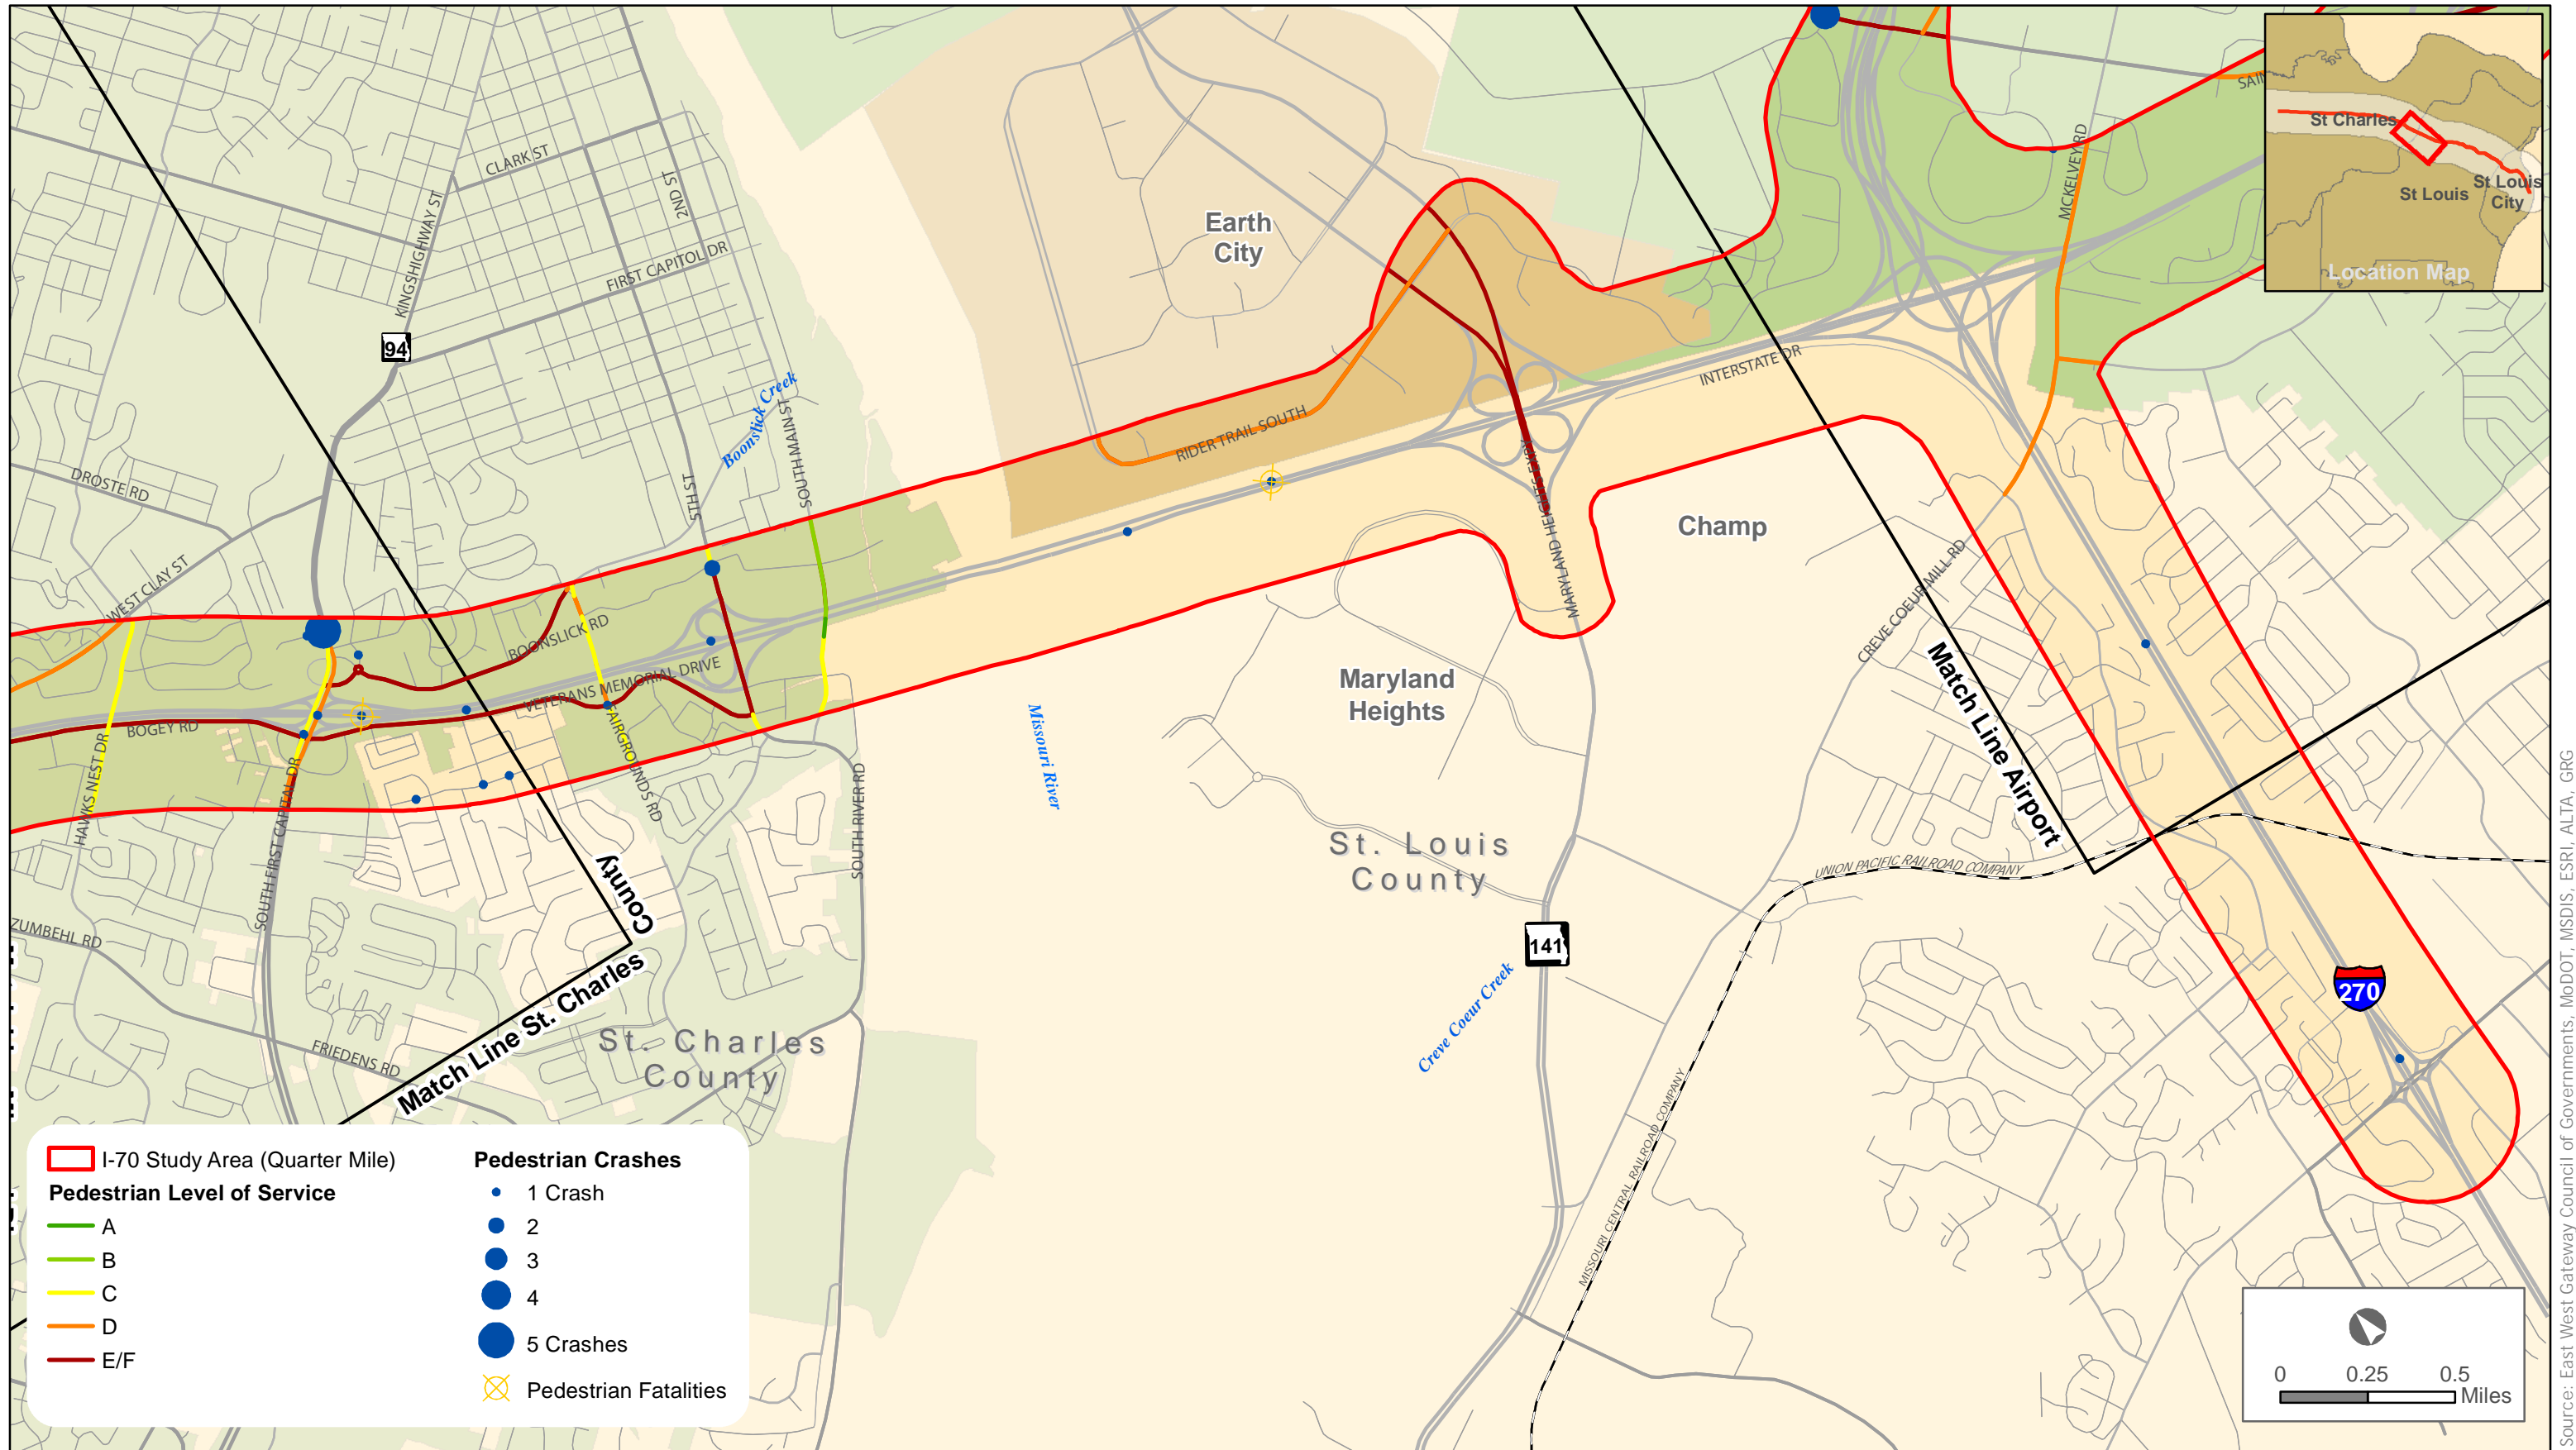 CLARK ST
2ND ST
KINGSHIGHWAY ST
FIRST CAPITOL DR
94
Boonslick Creek
SOUTH MAIN ST
5TH ST
DROSTE RD
WEST CLAY ST
BOONSLICK RD
VETERANS MEMORIAL DRIVE
BOGEY RD
HAWKS NEST DR
FAIRGROUNDS RD
SOUTH FIRST CAPITAL DR
SOUTH RIVER RD
ZUMBEHL RD
FRIEDENS RD
Match Line St. Charles
County
St. Charles
County
Earth
City
RIDER TRAIL SOUTH
INTERSTATE DR
MARYLAND HEIGHTS EXPY
Champ
Maryland
Heights
Missouri River
St. Louis
County
141
Creve Coeur Creek
CREVE COEUR MILL RD
MCKELVEY RD
Match Line Airport
UNION PACIFIC RAILROAD COMPANY
MISSOURI CENTRAL RAILROAD COMPANY
270
St Charles
St Louis
St Louis
City
Location Map
I-70 Study Area (Quarter Mile)
Pedestrian Level of Service
A
B
C
D
E/F
Pedestrian Crashes
1 Crash
2
3
4
5 Crashes
Pedestrian Fatalities
0 0.25 0.5
Miles
Source: East West Gateway Council of Governments, MoDOT, MSDIS, ESRI, ALTA, GRG